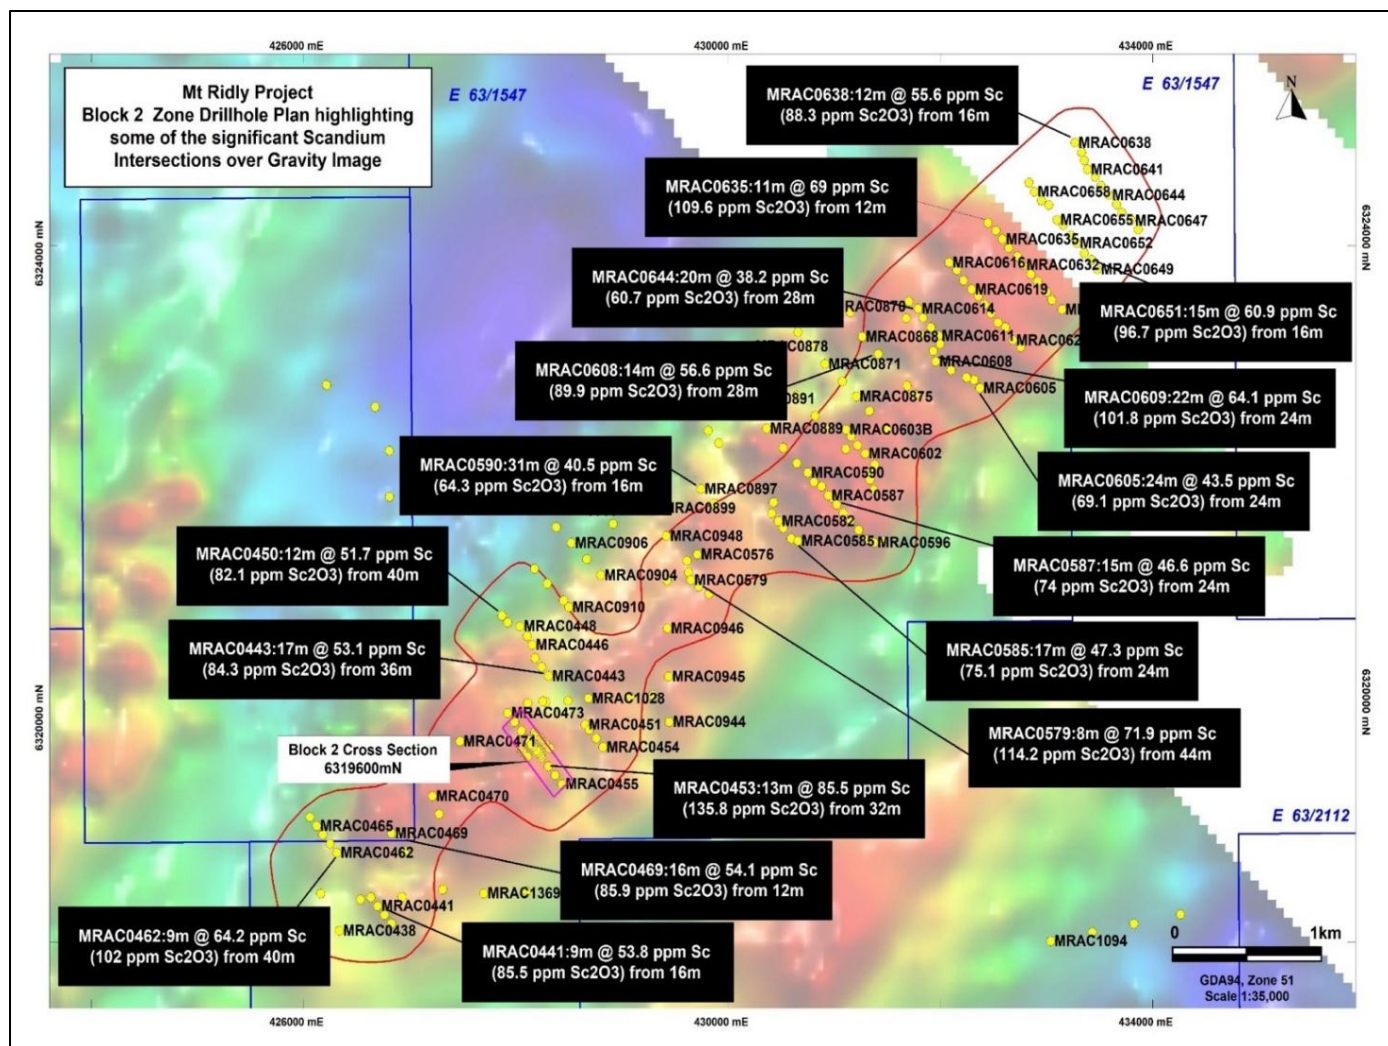 426000 mE
430000 mE
434000 mE
Mt Ridly Project
Block 2 Zone Drillhole Plan highlighting
some of the significant Scandium
Intersections over Gravity Image
E 63/1547
E 63/1547
N
MRAC0638:12m @ 55.6 ppm Sc
(88.3 ppm Sc2O3) from 16m
MRAC0638
MRAC0641
MRAC0635:11m @ 69 ppm Sc
(109.6 ppm Sc2O3) from 12m
MRAC0658
MRAC0644
MRAC0655
MRAC0647
6324000 mN
6324000 mN
MRAC0635
MRAC0652
MRAC0616
MRAC0632
MRAC0649
MRAC0644:20m @ 38.2 ppm Sc
(60.7 ppm Sc2O3) from 28m
MRAC0619
MRAC0614
MRAC0651:15m @ 60.9 ppm Sc
(96.7 ppm Sc2O3) from 16m
MRAC0868
MRAC0611
MRAC0871
MRAC0608
MRAC0608:14m @ 56.6 ppm Sc
(89.9 ppm Sc2O3) from 28m
MRAC0605
MRAC0875
MRAC0609:22m @ 64.1 ppm Sc
(101.8 ppm Sc2O3) from 24m
MRAC0889
MRAC0603B
MRAC0602
MRAC0590:31m @ 40.5 ppm Sc
(64.3 ppm Sc2O3) from 16m
MRAC0590
MRAC0605:24m @ 43.5 ppm Sc
(69.1 ppm Sc2O3) from 24m
MRAC0897
MRAC0587
MRAC0582
MRAC0948
MRAC0585
MRAC0596
MRAC0906
MRAC0576
MRAC0450:12m @ 51.7 ppm Sc
(82.1 ppm Sc2O3) from 40m
MRAC0904
MRAC0579
MRAC0587:15m @ 46.6 ppm Sc
(74 ppm Sc2O3) from 24m
MRAC0910
MRAC0448
MRAC0946
MRAC0446
MRAC0443:17m @ 53.1 ppm Sc
(84.3 ppm Sc2O3) from 36m
MRAC0443
MRAC0945
MRAC0585:17m @ 47.3 ppm Sc
(75.1 ppm Sc2O3) from 24m
MRAC1028
6320000 mN
6320000 mN
MRAC0473
MRAC0451
MRAC0944
MRAC0471
MRAC0454
MRAC0579:8m @ 71.9 ppm Sc
(114.2 ppm Sc2O3) from 44m
Block 2 Cross Section
6319600mN
MRAC0455
MRAC0453:13m @ 85.5 ppm Sc
(135.8 ppm Sc2O3) from 32m
MRAC0470
E 63/2112
MRAC0465
MRAC0469
MRAC0462
MRAC0469:16m @ 54.1 ppm Sc
(85.9 ppm Sc2O3) from 12m
MRAC1369
MRAC0441
MRAC0438
MRAC0462:9m @ 64.2 ppm Sc
(102 ppm Sc2O3) from 40m
MRAC0441:9m @ 53.8 ppm Sc
(85.5 ppm Sc2O3) from 16m
MRAC1094
0 1km
GDA94, Zone 51
Scale 1:35,000
426000 mE
430000 mE
434000 mE